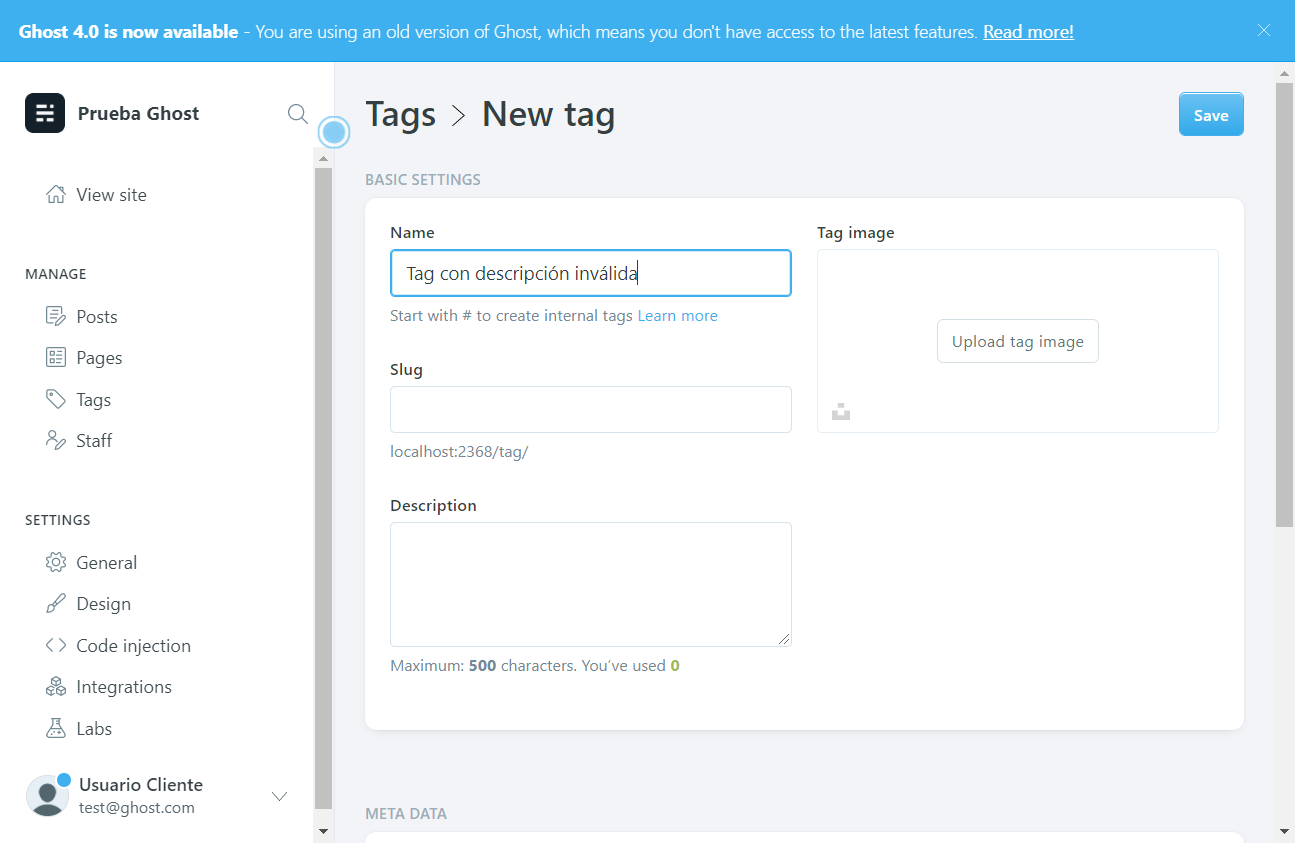 Ghost 4.0 is now available - You are using an old version of Ghost, which means you don't have access to the latest features. Read more!
Prueba Ghost
View site
MANAGE
Posts
Pages
Tags
Staff
SETTINGS
General
Design
Code injection
Integrations
Labs
Usuario Cliente
test@ghost.com
Tags > New tag
Save
BASIC SETTINGS
Name
Tag con descripción inválida
Start with # to create internal tags Learn more
Slug
localhost:2368/tag/
Description
Maximum: 500 characters. You’ve used 0
Tag image
Upload tag image
META DATA